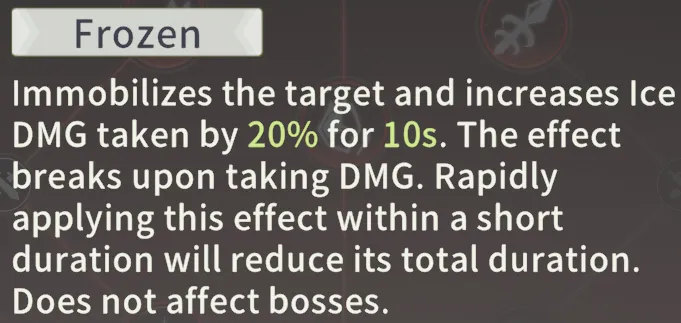 Frozen
Immobilizes the target and increases Ice
DMG taken by 20% for 10s. The effect
breaks upon taking DMG. Rapidly
applying this effect within a short
duration will reduce its total duration.
Does not affect bosses.